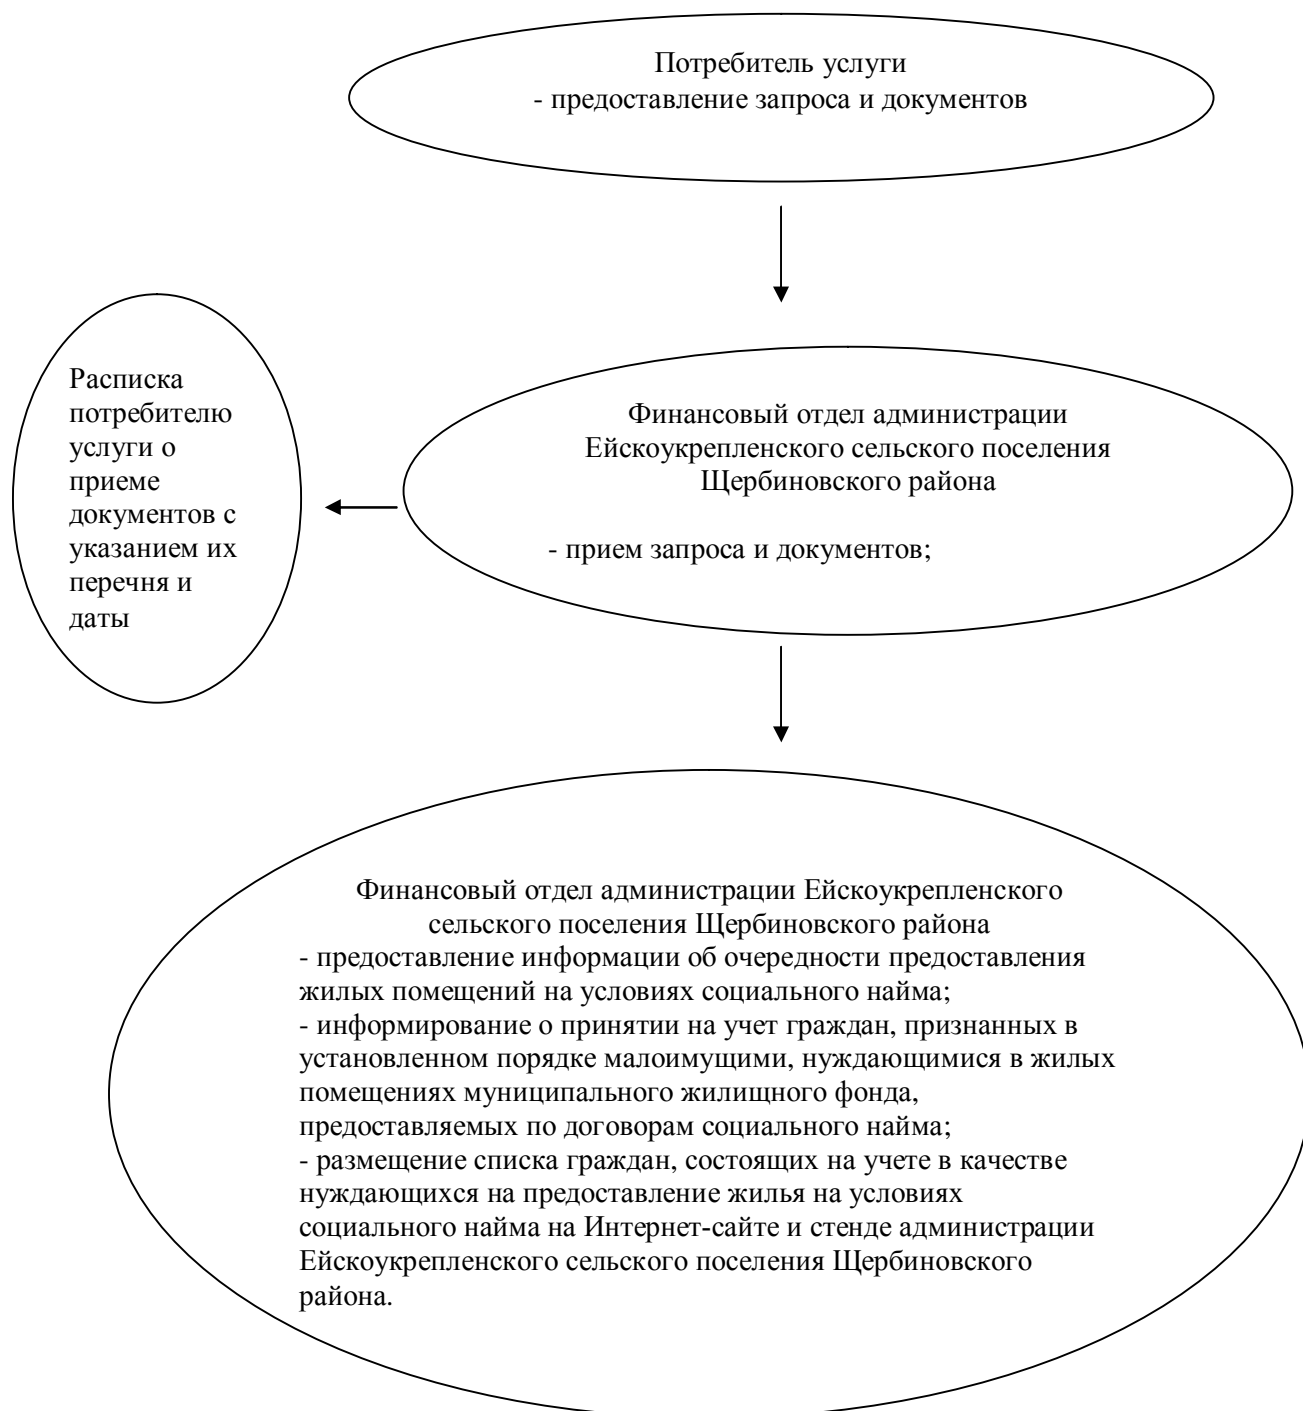 Потребитель услуги
- предоставление запроса и документов
Расписка
потребителю
услуги о
приеме
документов с
указанием их
перечня и
даты
Финансовый отдел администрации
Ейскоукрепленского сельского поселения
Щербиновского района
- прием запроса и документов;
Финансовый отдел администрации Ейскоукрепленского
сельского поселения Щербиновского района
- предоставление информации об очередности предоставления
жилых помещений на условиях социального найма;
- информирование о принятии на учет граждан, признанных в
установленном порядке малоимущими, нуждающимися в жилых
помещениях муниципального жилищного фонда,
предоставляемых по договорам социального найма;
- размещение списка граждан, состоящих на учете в качестве
нуждающихся на предоставление жилья на условиях
социального найма на Интернет-сайте и стенде администрации
Ейскоукрепленского сельского поселения Щербиновского
района.